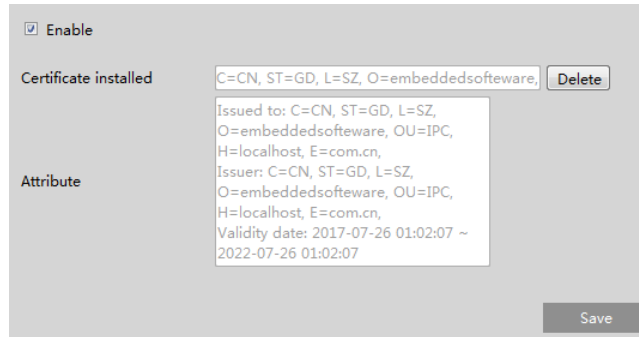 Enable
Certificate installed
C=CN, ST=GD, L=SZ, O=embeddedsofteware,
Delete
Attribute
Issued to: C=CN, ST=GD, L=SZ,
O=embeddedsofteware, OU=IPC,
H=localhost, E=com.cn,
Issuer: C=CN, ST=GD, L=SZ,
O=embeddedsofteware, OU=IPC,
H=localhost, E=com.cn,
Validity date: 2017-07-26 01:02:07 ~
2022-07-26 01:02:07
Save